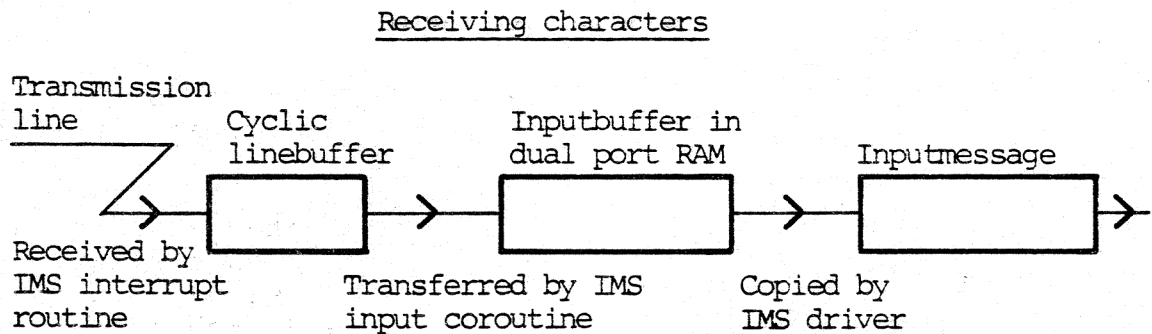 Receiving characters
Transmission
line
Cyclic
linebuffer
Inputbuffer in
dual port RAM
Inputmessage
Received by
IMS interrupt
routine
Transferred by IMS
input coroutine
Copied by
IMS driver